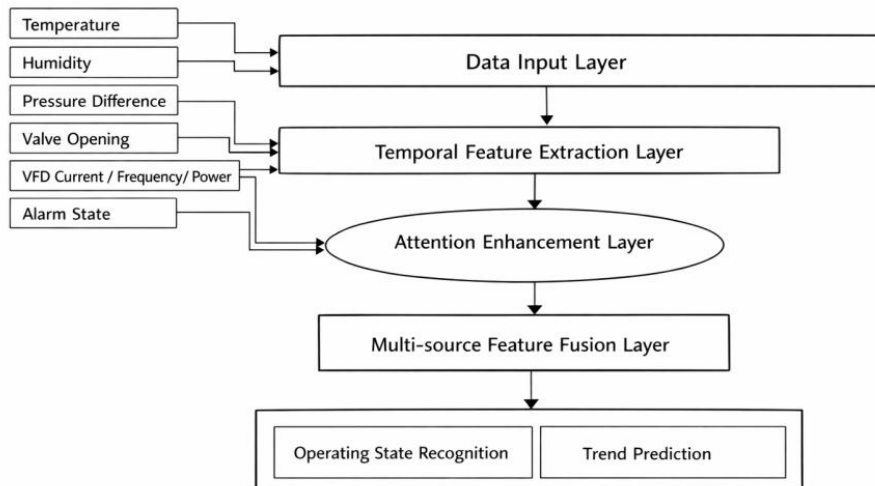 Temperature
Humidity
Pressure Difference
Valve Opening
VFD Current / Frequency/ Power
Alarm State
Data Input Layer
Temporal Feature Extraction Layer
Attention Enhancement Layer
Multi-source Feature Fusion Layer
Operating State Recognition
Trend Prediction